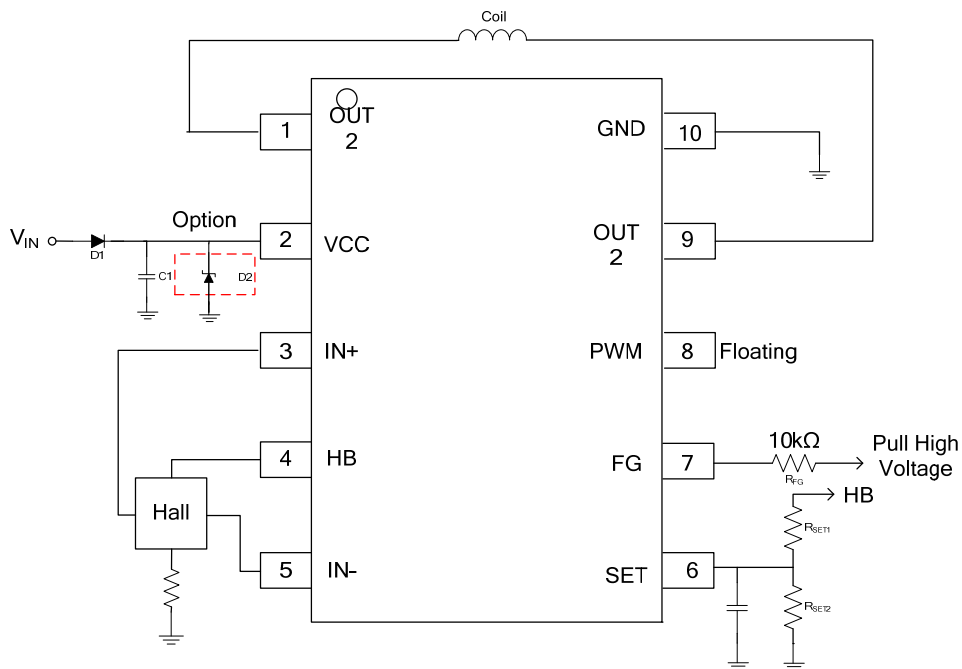 Coil
1
OUT
2
GND
10
Option
VIN
D1
C1
D2
2
VCC
OUT
2
9
3
IN+
PWM
8
Floating
4
HB
FG
7
10kΩ
RFG
Pull High
Voltage
HB
Hall
RSET1
5
IN-
SET
6
RSET2